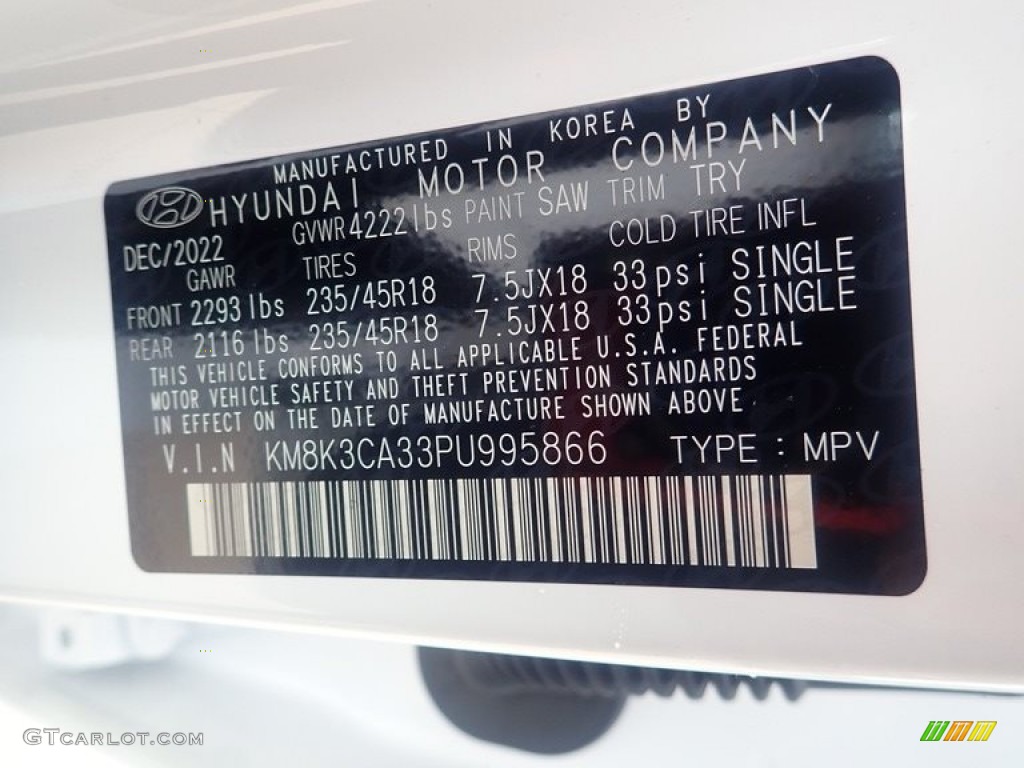 MANUFACTURED IN KOREA BY
HYUNDAI MOTOR COMPANY
DEC/2022 GVWR 4222 lbs PAINT SAW TRIM TRY
GAWR TIRES RIMS COLD TIRE INFL
FRONT 2293 lbs 235/45R18 7.5JX18 33psi SINGLE
REAR 2116 lbs 235/45R18 7.5JX18 33psi SINGLE
THIS VEHICLE CONFORMS TO ALL APPLICABLE U.S.A. FEDERAL
MOTOR VEHICLE SAFETY AND THEFT PREVENTION STANDARDS
IN EFFECT ON THE DATE OF MANUFACTURE SHOWN ABOVE
V.I.N KM8K3CA33PU995866 TYPE : MPV
GTCARLOT.COM